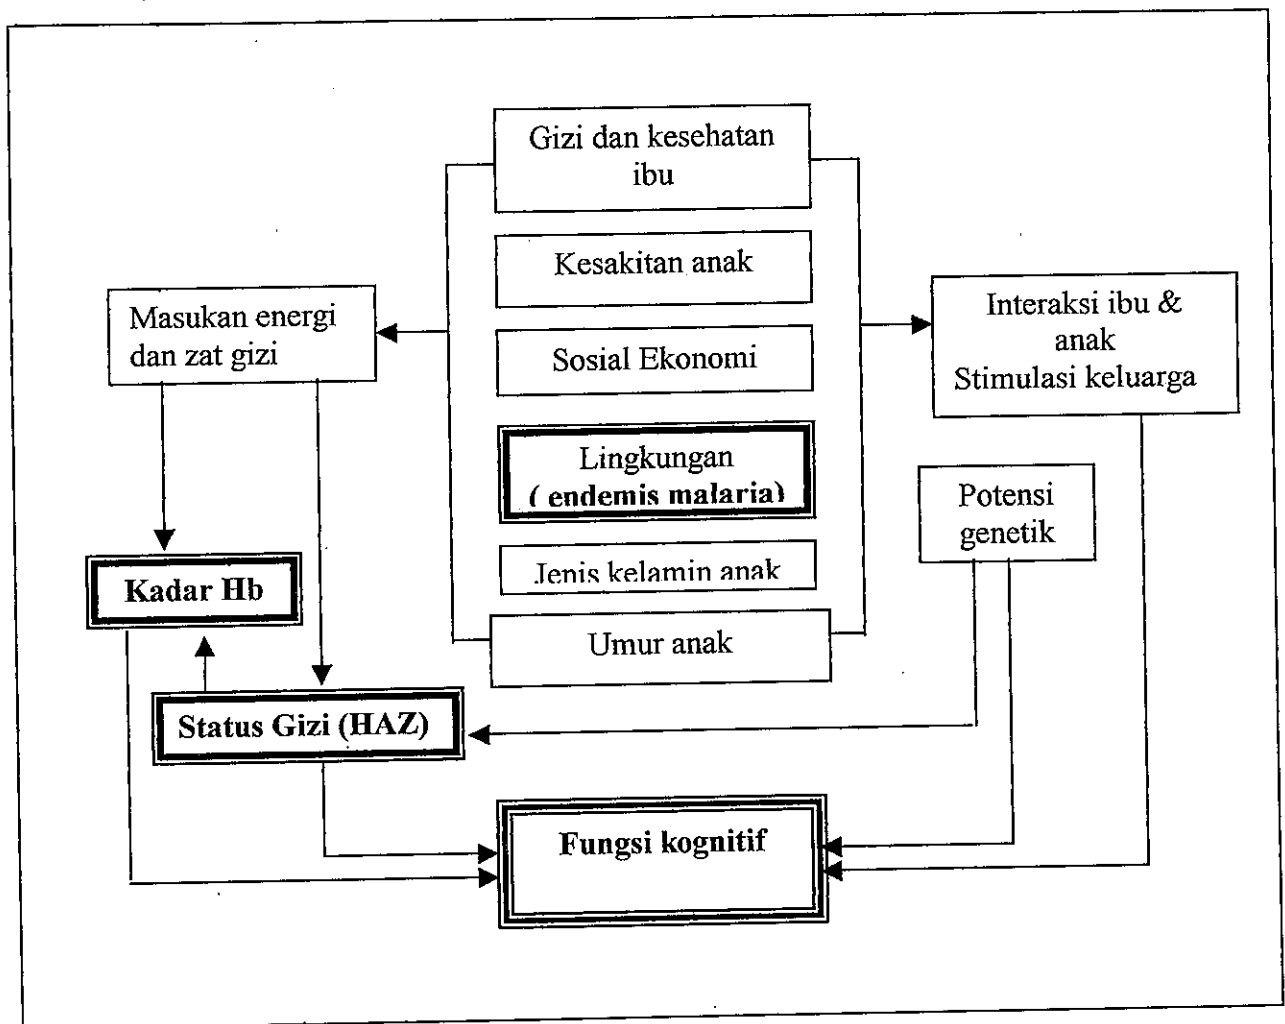 Gizi dan kesehatan
ibu
Kesakitan anak
Masukan energi
dan zat gizi
Interaksi ibu &
anak
Stimulasi keluarga
Sosial Ekonomi
Lingkungan
( endemis malaria)
Potensi
genetik
Jenis kelamin anak
Kadar Hb
Umur anak
Status Gizi (HAZ)
Fungsi kognitif